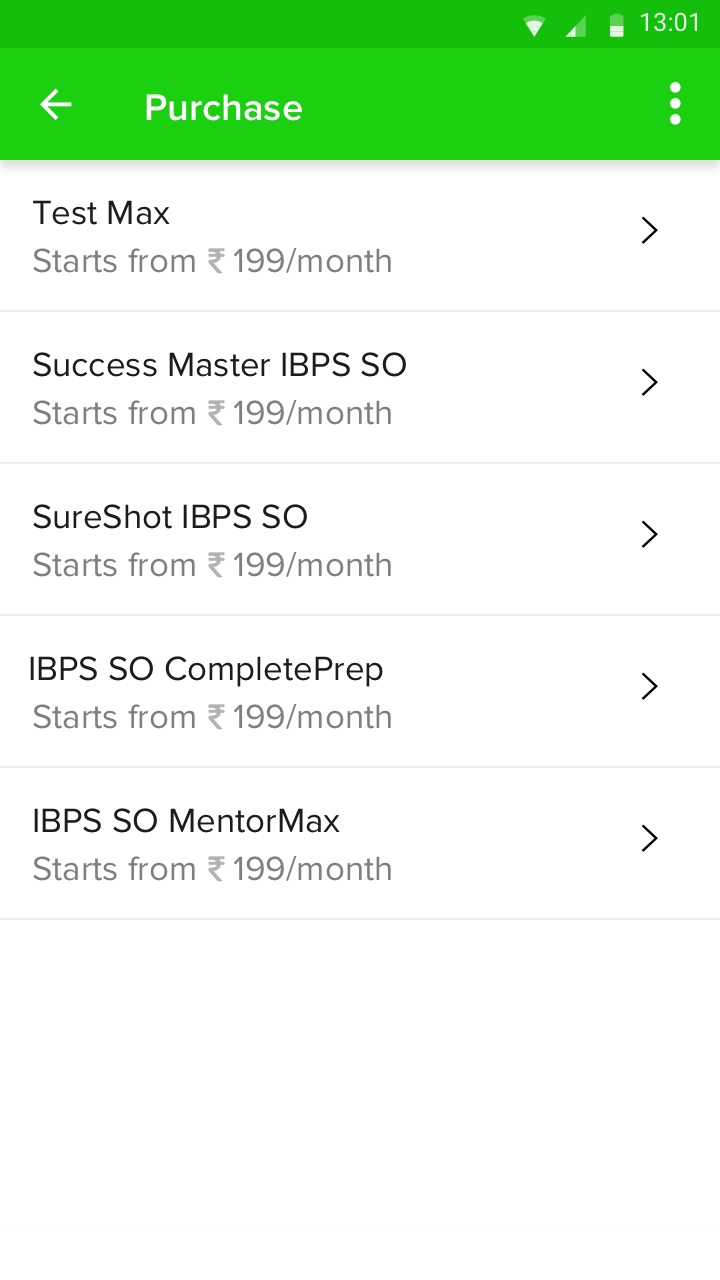 13:01
Purchase
Test Max
Starts from ₹ 199/month
Success Master IBPS SO
Starts from ₹ 199/month
SureShot IBPS SO
Starts from ₹ 199/month
IBPS SO CompletePrep
Starts from ₹ 199/month
IBPS SO MentorMax
Starts from ₹ 199/month